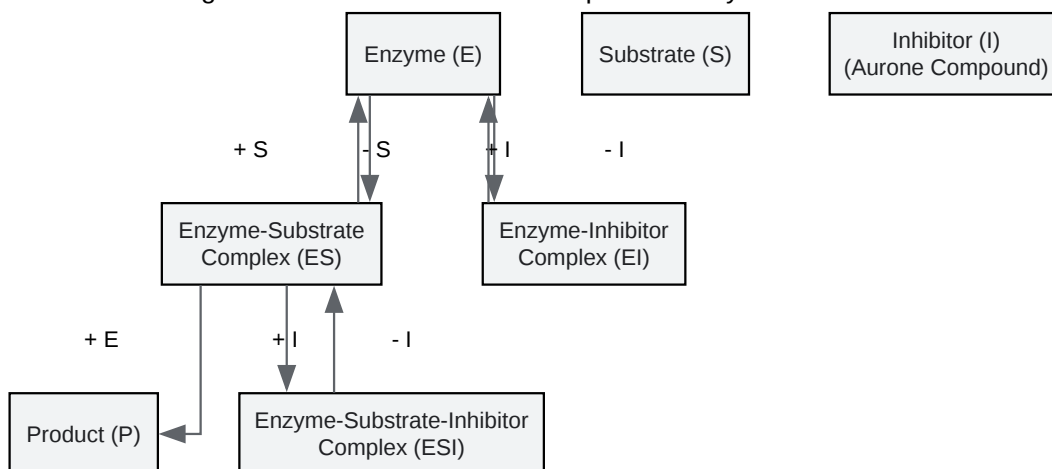 Enzyme (E)
Substrate (S)
Inhibitor (I)
(Aurone Compound)
+ S
- S
+ I
- I
Enzyme-Substrate
Complex (ES)
Enzyme-Inhibitor
Complex (EI)
+ E
+ I
- I
Product (P)
Enzyme-Substrate-Inhibitor
Complex (ESI)